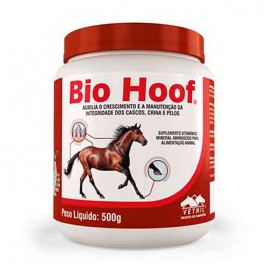 Bio Hoof®
AUXILIA O CRESCIMENTO E A MANUTENÇÃO DA
INTEGRIDADE DOS CASCOS, CRINA E PELOS
SUPLEMENTO VITAMÍNICO
MINERAL AMINOÁCIDO PARA
ALIMENTAÇÃO ANIMAL
Peso Líquido: 500g
VETNIL